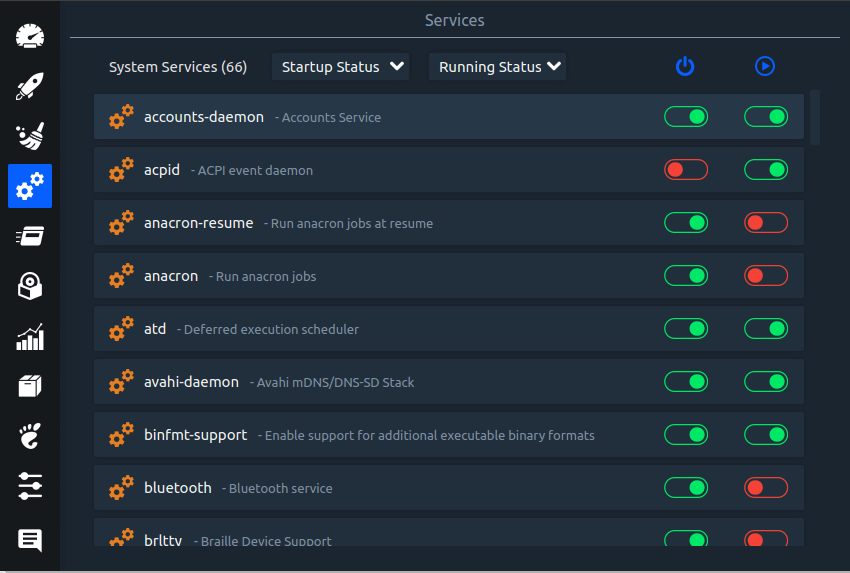 Services
System Services (66) Startup Status Running Status
accounts-daemon - Accounts Service
acpid - ACPI event daemon
anacron-resume - Run anacron jobs at resume
anacron - Run anacron jobs
atd - Deferred execution scheduler
avahi-daemon - Avahi mDNS/DNS-SD Stack
binfmt-support - Enable support for additional executable binary formats
bluetooth - Bluetooth service
brltty - Braille Device Support